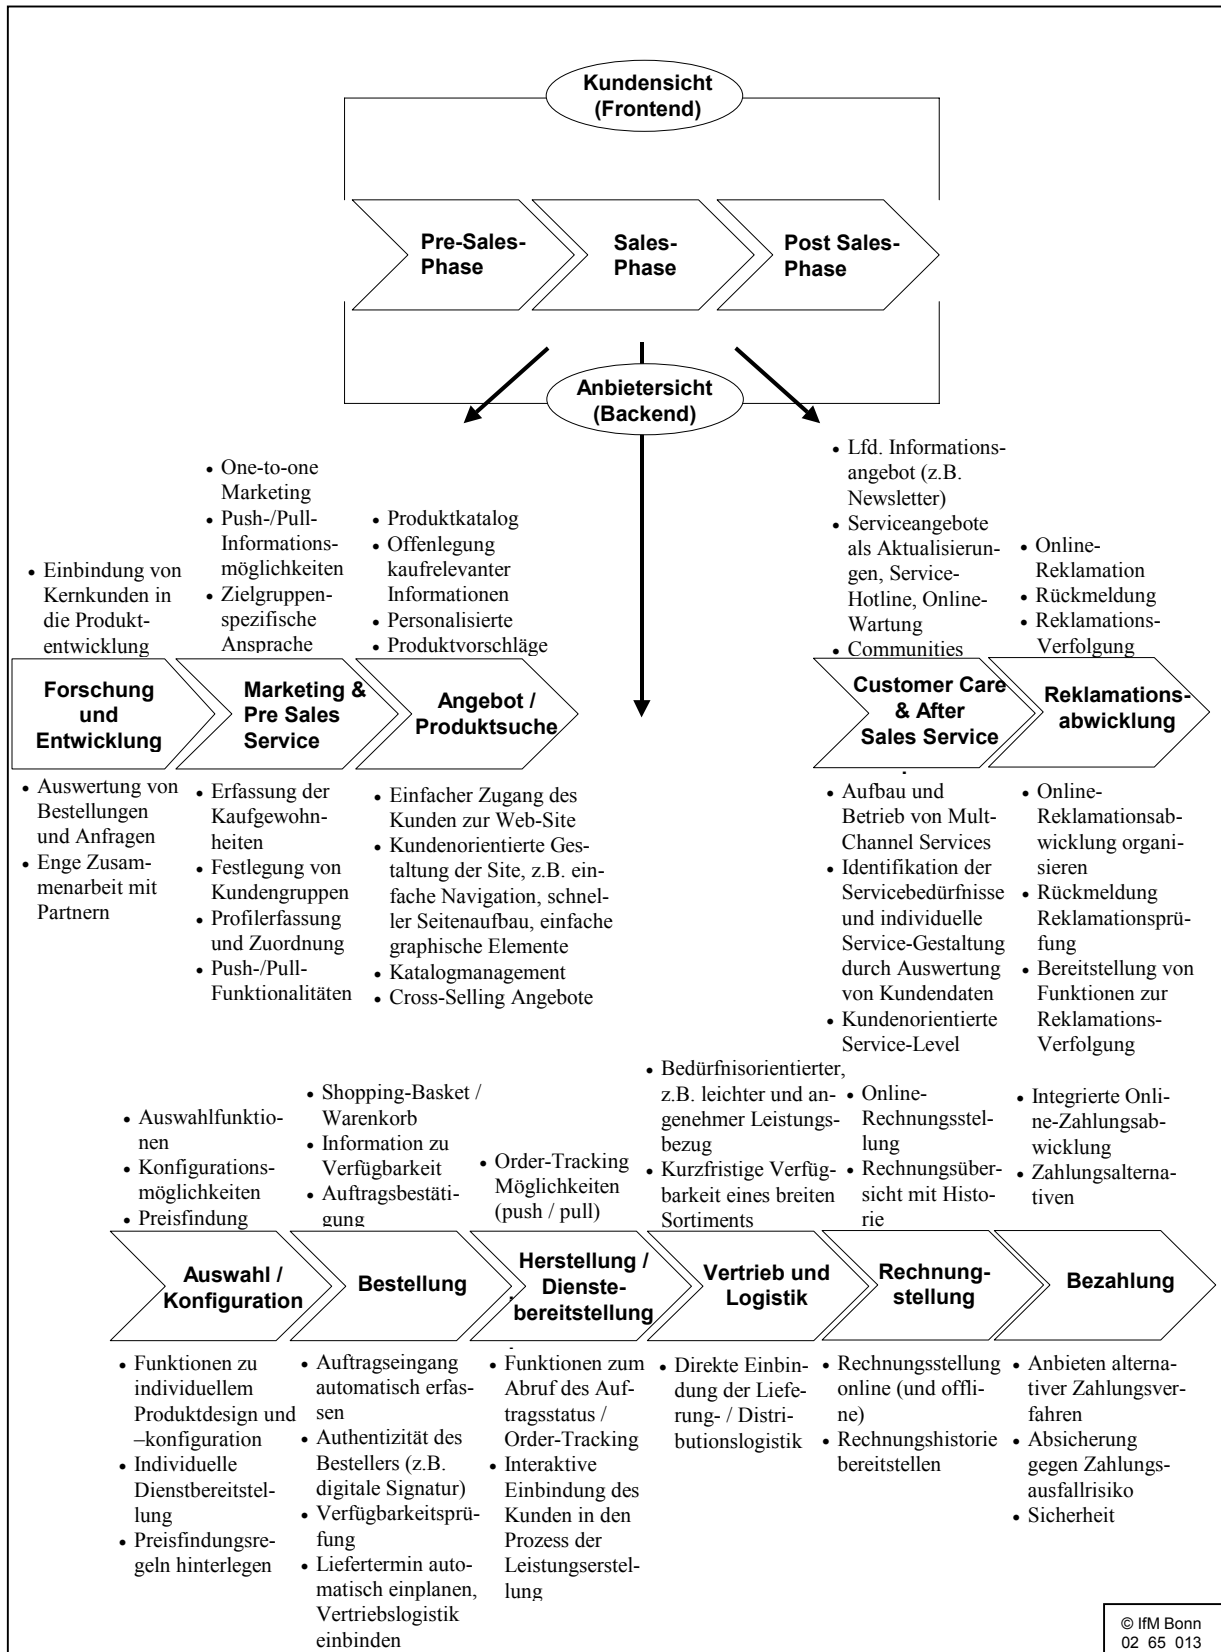 Kundensicht
(Frontend)
Pre-Sales-
Phase
Sales-
Phase
Post Sales-
Phase
Anbietersicht
(Backend)
• Einbindung von
Kernkunden in
die Produkt-
entwicklung
• One-to-one
Marketing
• Push-/Pull-
Informations-
möglichkeiten
• Zielgruppen-
spezifische
Ansprache
• Produktkatalog
• Offenlegung
kaufrelevanter
Informationen
• Personalisierte
• Produktvorschläge
• Lfd. Informations-
angebot (z.B.
Newsletter)
• Serviceangebote
als Aktualisierun-
gen, Service-
Hotline, Online-
Wartung
• Communities
• Online-
Reklamation
• Rückmeldung
• Reklamations-
Verfolgung
Forschung
und
Entwicklung
Marketing &
Pre Sales
Service
Angebot /
Produktsuche
Customer Care
& After
Sales Service
Reklamations-
abwicklung
• Auswertung von
Bestellungen
und Anfragen
• Enge Zusam-
menarbeit mit
Partnern
• Erfassung der
Kaufgewohn-
heiten
• Festlegung von
Kundengruppen
• Profilerfassung
und Zuordnung
• Push-/Pull-
Funktionalitäten
• Einfacher Zugang des
Kunden zur Web-Site
• Kundenorientierte Ges-
taltung der Site, z.B. ein-
fache Navigation, schnel-
ler Seitenaufbau, einfache
graphische Elemente
• Katalogmanagement
• Cross-Selling Angebote
• Aufbau und
Betrieb von Mult-
Channel Services
• Identifikation der
Servicebedürfnisse
und individuelle
Service-Gestaltung
durch Auswertung
von Kundendaten
• Kundenorientierte
Service-Level
• Online-
Reklamationsab-
wicklung organi-
sieren
• Rückmeldung
Reklamationsprü-
fung
• Bereitstellung von
Funktionen zur
Reklamations-
Verfolgung
• Auswahlfunktio-
nen
• Konfigurations-
möglichkeiten
• Preisfindung
• Shopping-Basket /
Warenkorb
• Information zu
Verfügbarkeit
• Auftragsbestäti-
gung
• Order-Tracking
Möglichkeiten
(push / pull)
• Bedürfnisorientierter,
z.B. leichter und an-
genehmer Leistungs-
bezug
• Kurzfristige Verfüg-
barkeit eines breiten
Sortiments
• Online-
Rechnungsstel-
lung
• Rechnungsüber-
sicht mit Histo-
rie
• Integrierte Onli-
ne-Zahlungsab-
wicklung
• Zahlungsalterna-
tiven
Auswahl /
Konfiguration
Bestellung
Herstellung /
Dienste-
bereitstellung
Vertrieb und
Logistik
Rechnung-
stellung
Bezahlung
• Funktionen zu
individuellem
Produktdesign und
–konfiguration
• Individuelle
Dienstbereitstel-
lung
• Preisfindungsre-
geln hinterlegen
• Auftragseingang
automatisch erfas-
sen
• Authentizität des
Bestellers (z.B.
digitale Signatur)
• Verfügbarkeitsprü-
fung
• Liefertermin auto-
matisch einplanen,
Vertriebslogistik
einbinden
• Funktionen zum
Abruf des Auf-
tragsstatus /
Order-Tracking
• Interaktive
Einbindung des
Kunden in den
Prozess der
Leistungserstel-
lung
• Direkte Einbin-
dung der Liefe-
rung- / Distri-
butionslogistik
• Rechnungsstellung
online (und offli-
ne)
• Rechnungshistorie
bereitstellen
• Anbieten alterna-
tiver Zahlungsver-
fahren
• Absicherung
gegen Zahlungs-
ausfallrisiko
• Sicherheit
© IfM Bonn
02 65 013